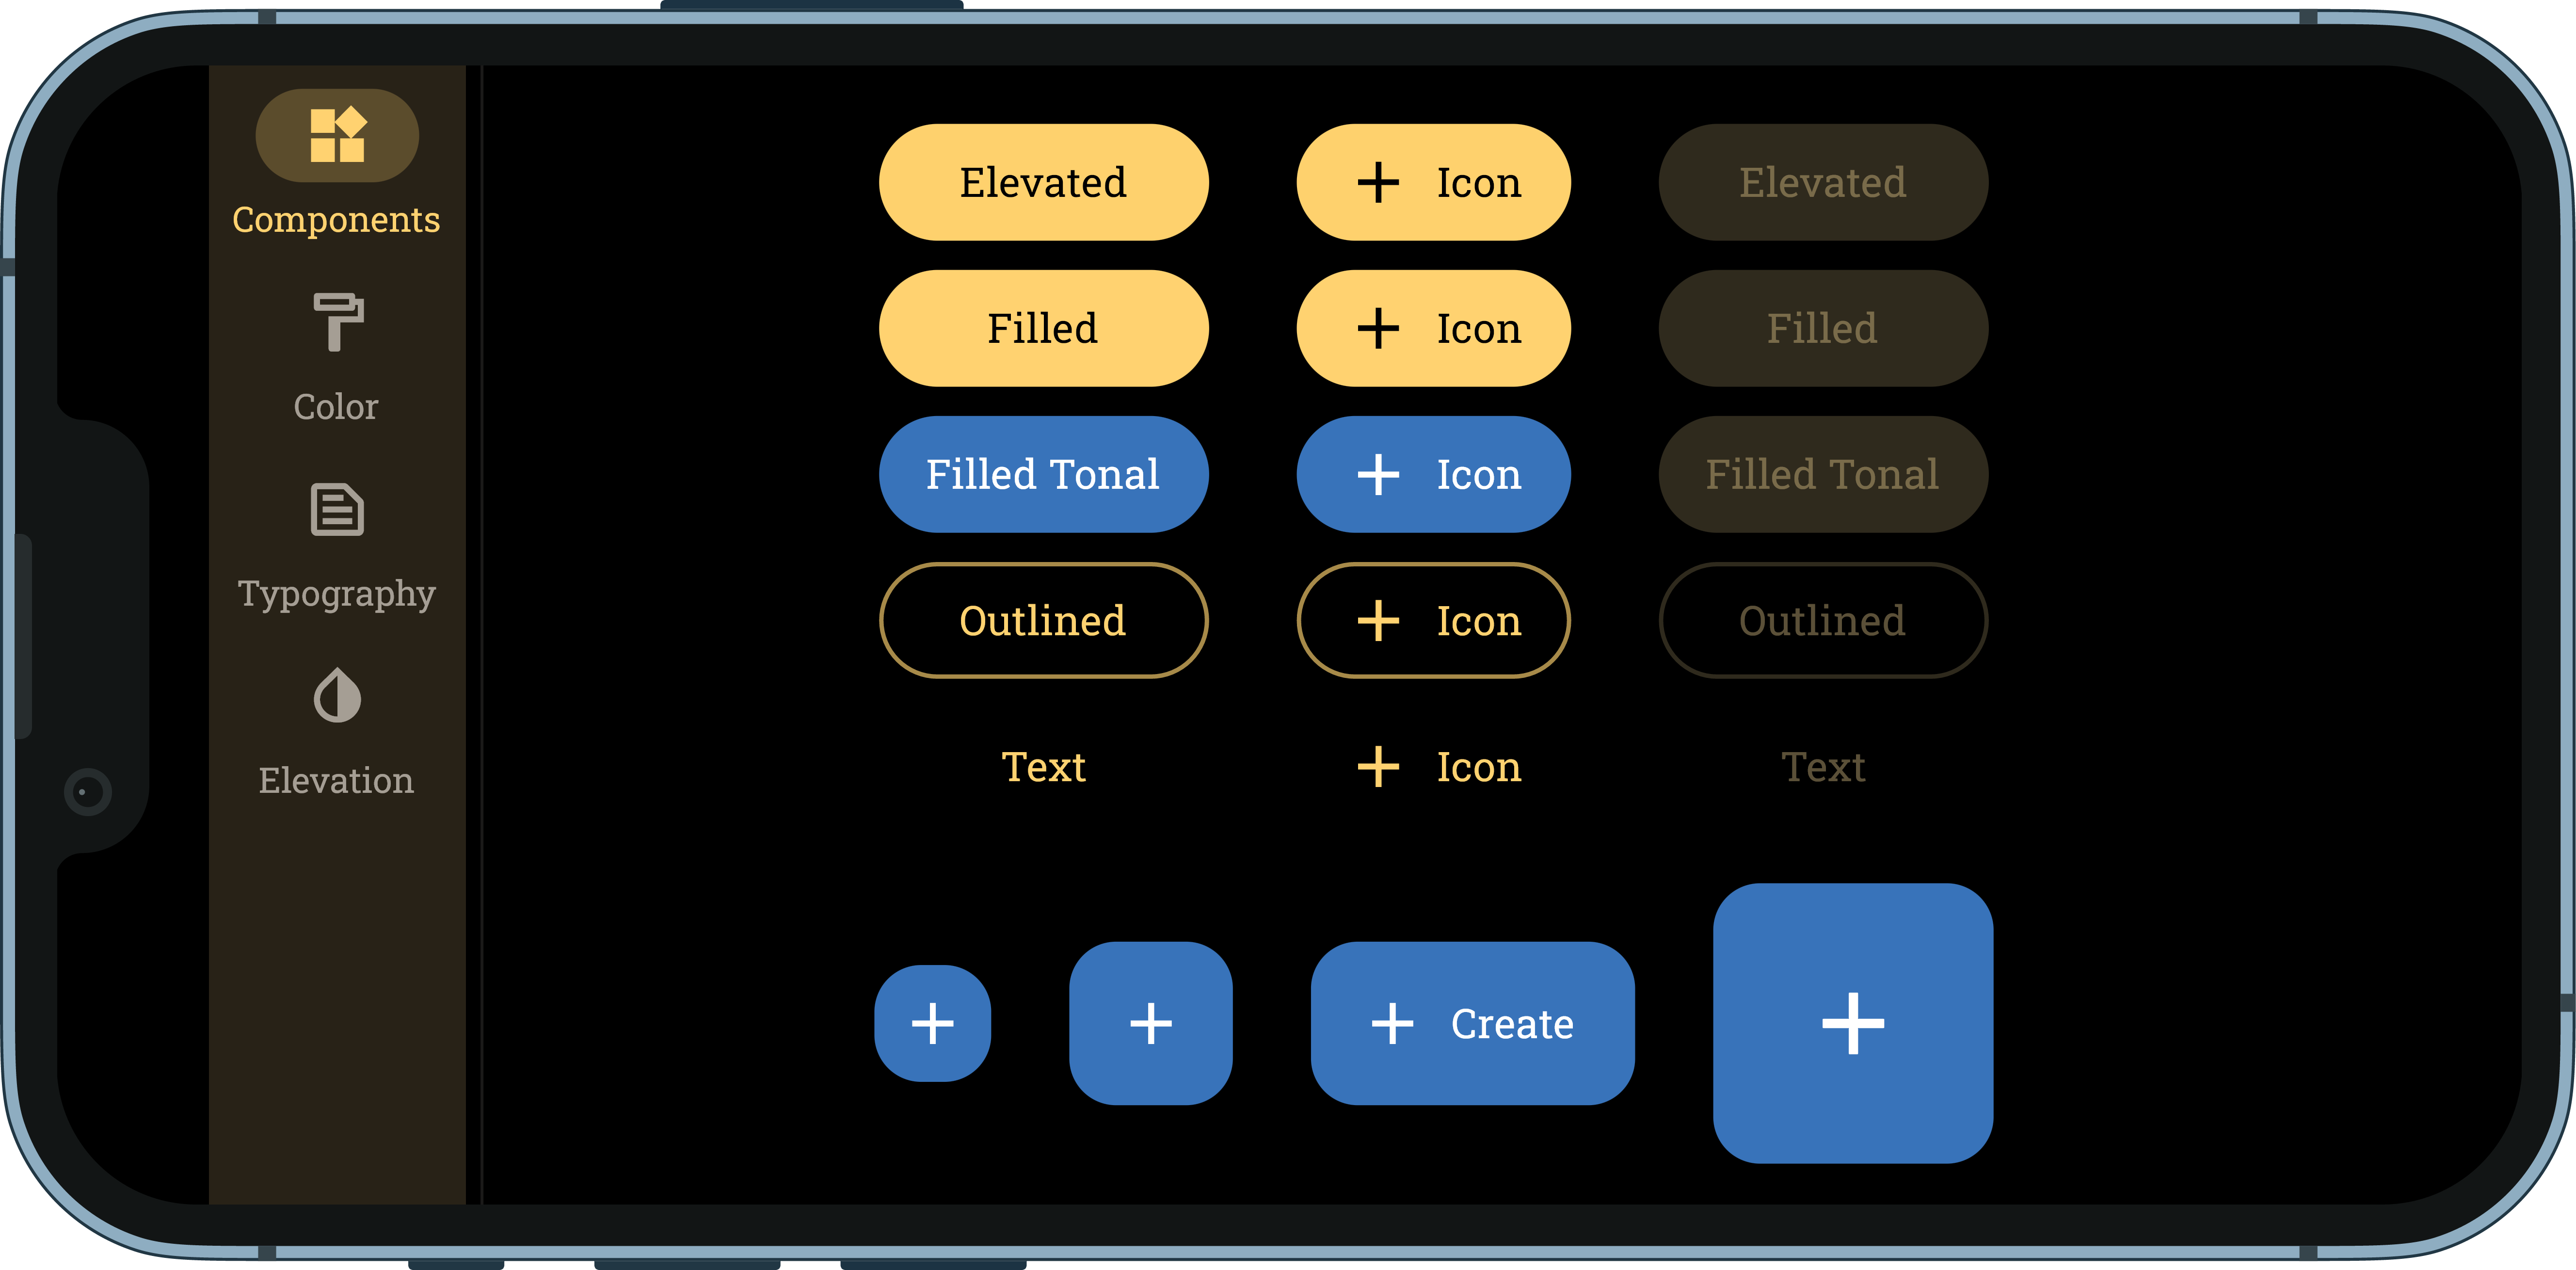 Components
Color
Typography
Elevation
Elevated Icon Elevated
Filled Icon Filled
Filled Tonal Icon Filled Tonal
Outlined Icon Outlined
Text Icon Text
Create